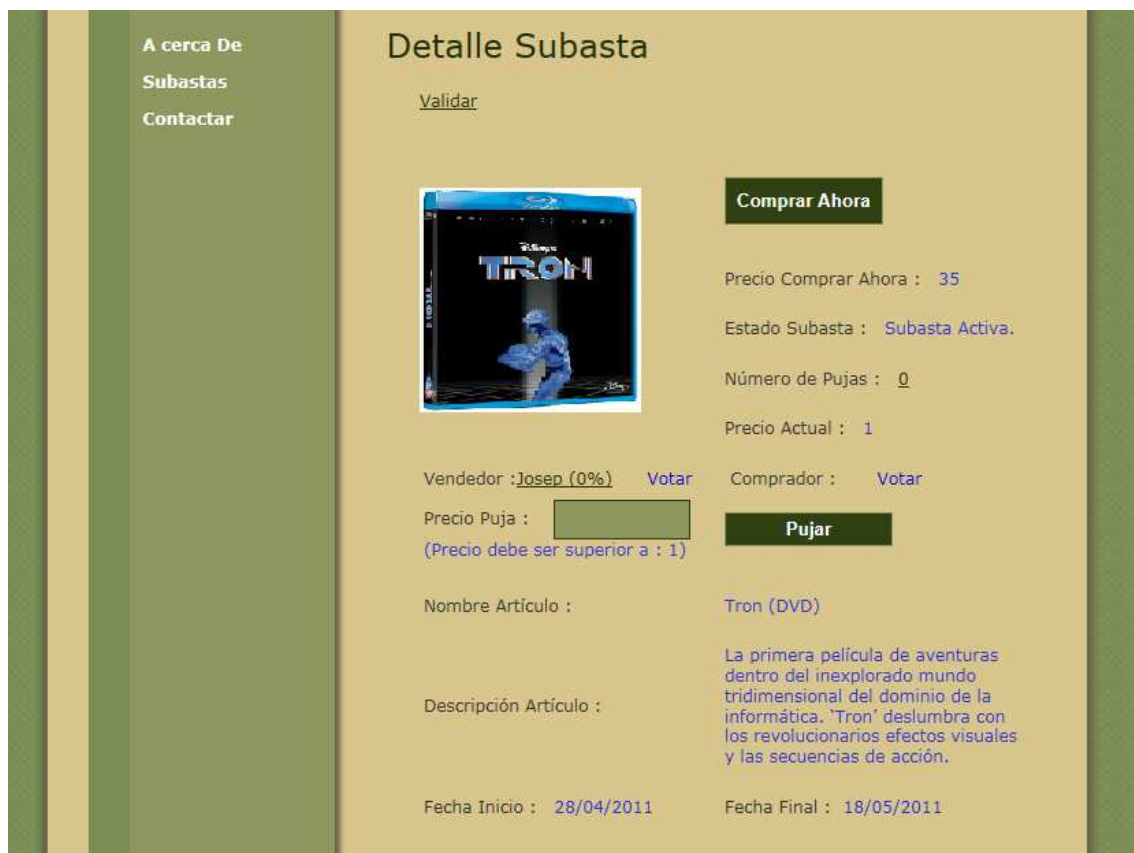 A cerca De
Subastas
Contactar
Detalle Subasta
Validar
Disney's
TRON
Comprar Ahora
Precio Comprar Ahora : 35
Estado Subasta : Subasta Activa.
Número de Pujas : 0
Precio Actual : 1
Vendedor :Josep (0%) Votar Comprador : Votar
Precio Puja :
Pujar
(Precio debe ser superior a : 1)
Nombre Artículo : Tron (DVD)
Descripción Artículo :
La primera película de aventuras
dentro del inexplorado mundo
tridimensional del dominio de la
informática. ‘Tron’ deslumbra con
los revolucionarios efectos visuales
y las secuencias de acción.
Fecha Inicio : 28/04/2011 Fecha Final : 18/05/2011